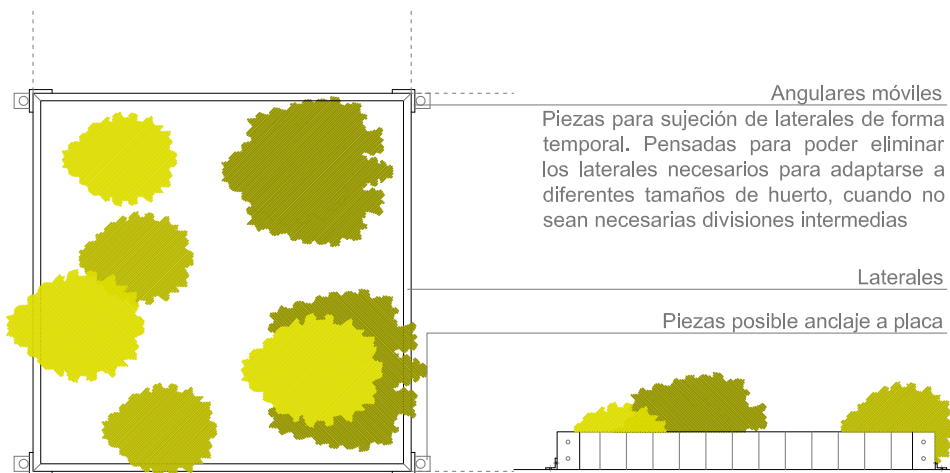 Angulares móviles
Piezas para sujeción de laterales de forma
temporal. Pensadas para poder eliminar
los laterales necesarios para adaptarse a
diferentes tamaños de huerto, cuando no
sean necesarias divisiones intermedias
Laterales
Piezas posible anclaje a placa